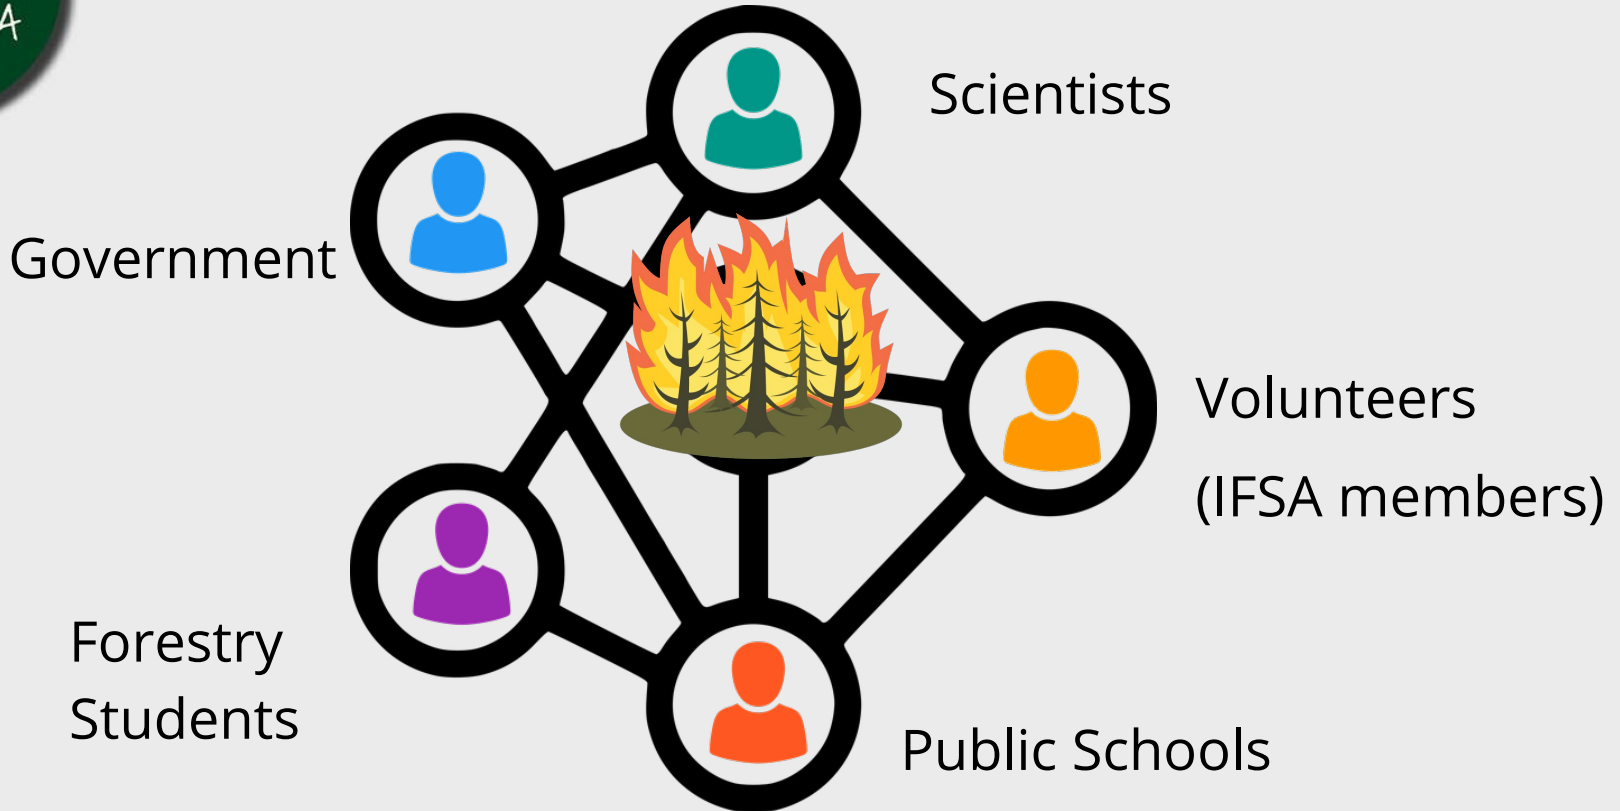 Scientists
Government
Volunteers
(IFSA members)
Forestry
Students
Public Schools